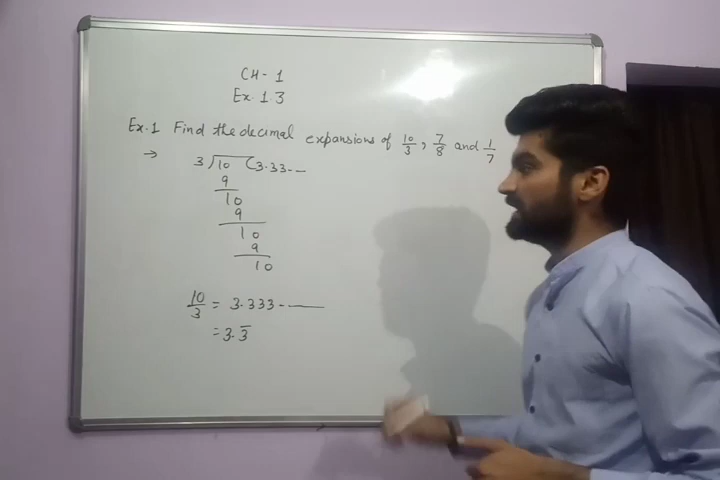 CH-1
Ex. 1.3
Ex.1 Find the decimal expansions of 10/3, 7/8 and 1/7
→ 3)10(3.33-—
9
10
9
10
9
10
10/3 = 3.333-—
= 3.3̅